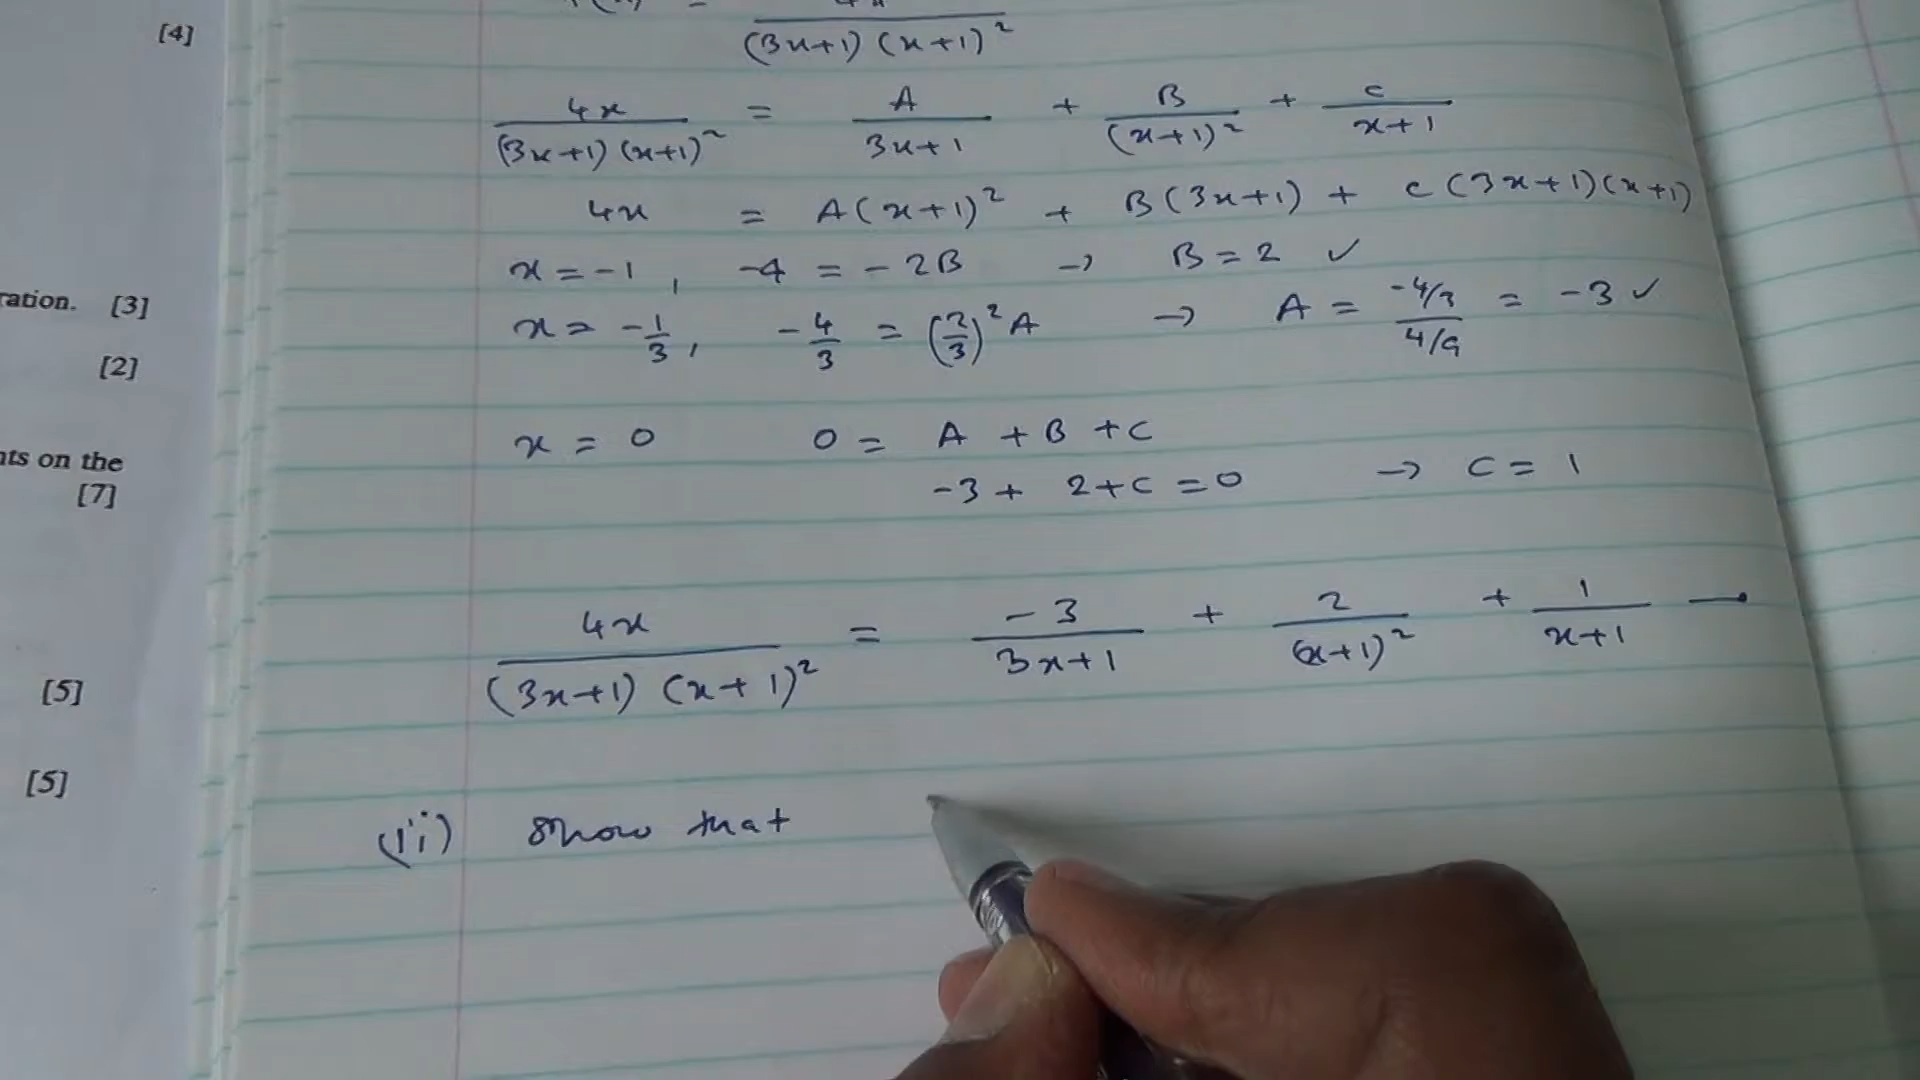 [4]
(3x+1) (x+1)²
4x / (3x+1) (x+1)² = A / 3x+1 + B / (x+1)² + C / x+1
4x = A(x+1)² + B(3x+1) + C(3x+1)(x+1)
x = -1, -4 = -2B → B = 2 ✓
ration. [3]
x = -1/3, -4/3 = (2/3)² A → A = -4/3 / 4/9 = -3 ✓
[2]
x = 0 0 = A + B + C
nts on the
-3 + 2 + C = 0 → C = 1
[7]
4x / (3x+1) (x+1)² = -3 / 3x+1 + 2 / (x+1)² + 1 / x+1 —
[5]
[5]
(ii) Show that